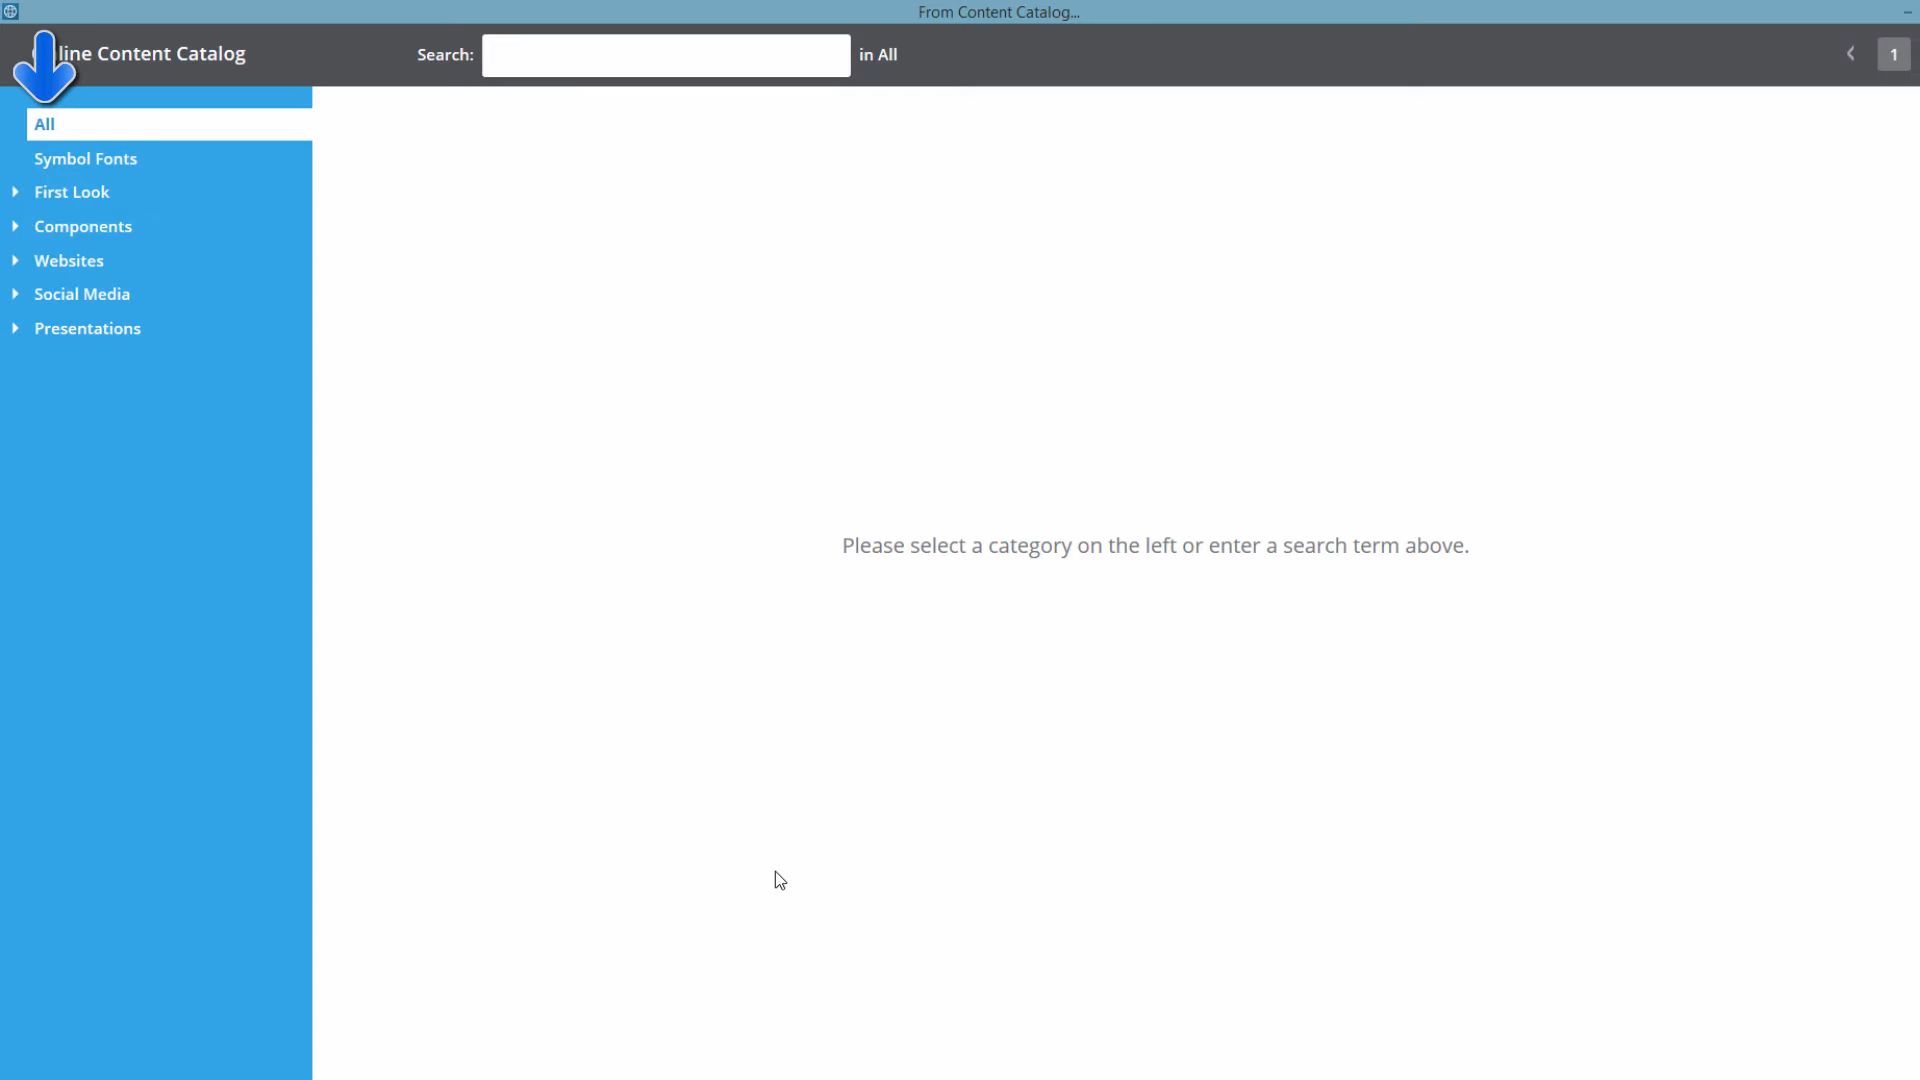 From Content Catalog...
line Content Catalog
Search:
in All
1
All
Symbol Fonts
First Look
Components
Websites
Social Media
Presentations
Please select a category on the left or enter a search term above.